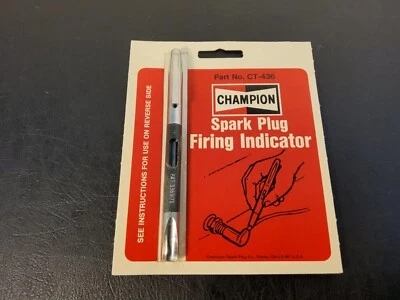 Part No. CT-436
CHAMPION
Spark Plug
Firing Indicator
SEE INSTRUCTIONS FOR USE ON REVERSE SIDE